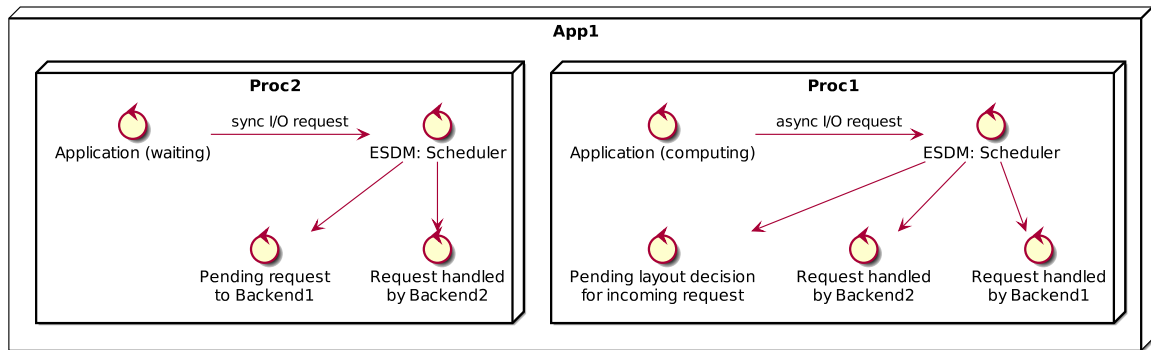 App1
Proc2
Application (waiting)
sync I/O request
ESDM: Scheduler
Pending request
to Backend1
Request handled
by Backend2
Proc1
Application (computing)
async I/O request
ESDM: Scheduler
Pending layout decision
for incoming request
Request handled
by Backend2
Request handled
by Backend1